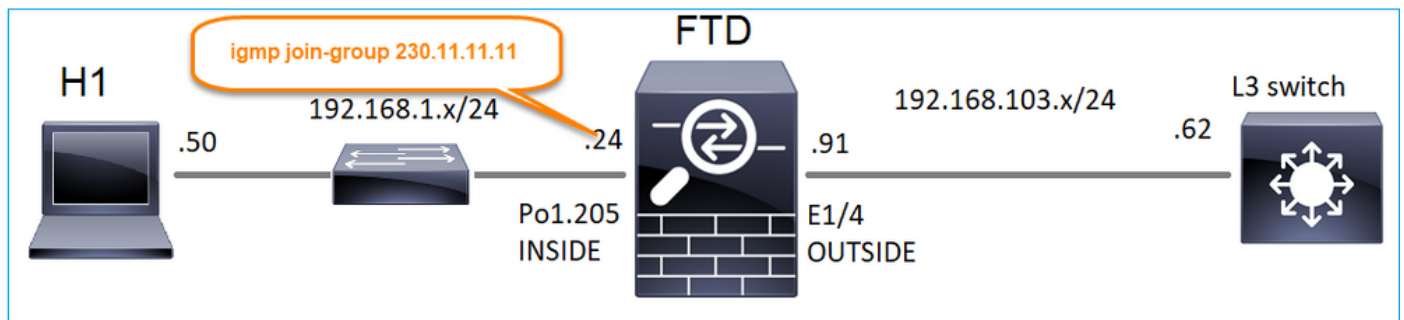 FTD
igmp join-group 230.11.11.11
H1
192.168.1.x/24
192.168.103.x/24
L3 switch
.50
.24
.91
.62
Po1.205
INSIDE
E1/4
OUTSIDE